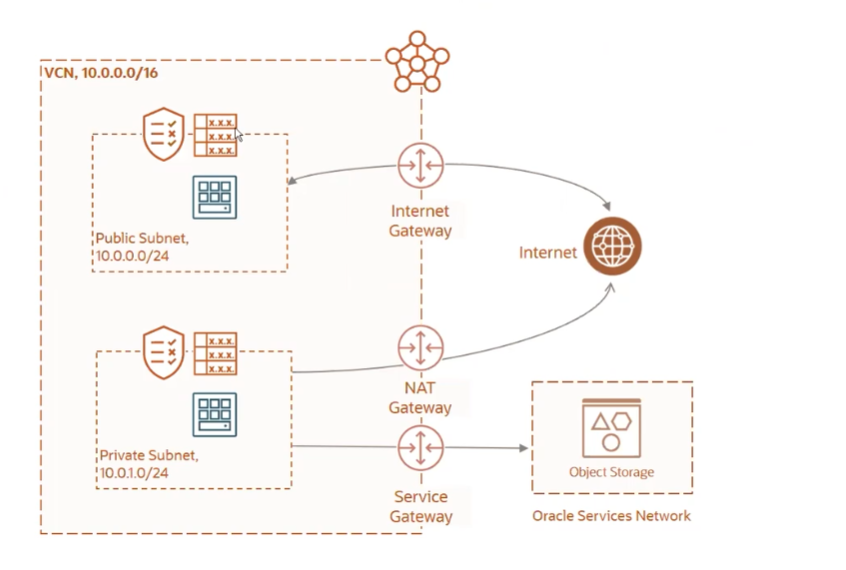 VCN, 10.0.0.0/16
x.x.x.
x.x.x.
x.x.x.
Public Subnet,
10.0.0.0/24
Internet
Gateway
Internet
x.x.x.
x.x.x.
x.x.x.
NAT
Gateway
Private Subnet,
10.0.1.0/24
Object Storage
Service
Gateway
Oracle Services Network